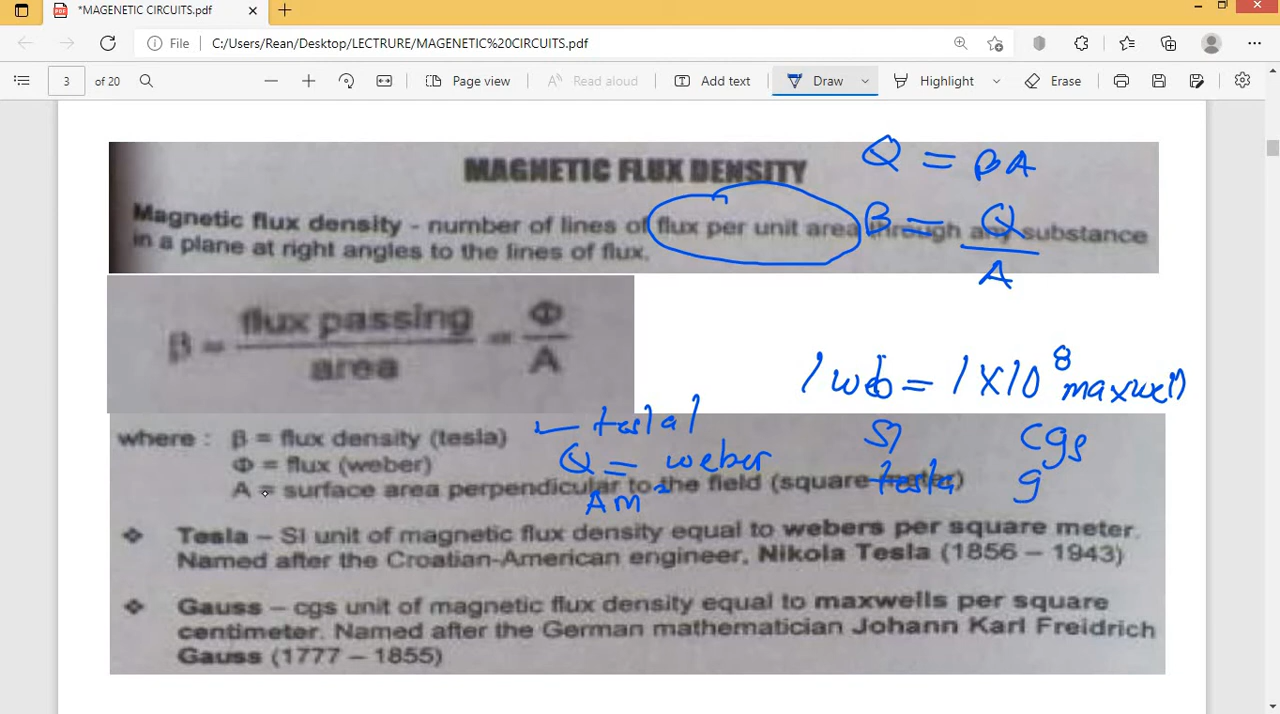 *MAGENETIC CIRCUITS.pdf
File C:/Users/Rean/Desktop/LECTRURE/MAGENETIC%20CIRCUITS.pdf
3 of 20 Page view Read aloud Add text Draw Highlight Erase
MAGNETIC FLUX DENSITY
Q = BA
Magnetic flux density - number of lines of flux per unit area through any substance
in a plane at right angles to the lines of flux.
B = Q
A
β = flux passing / area = Φ / A
1 web = 1 X 10^8 maxwell
where : β = flux density (tesla)
tesla
SI cgs
Φ = flux (weber)
Q = weber
A = surface area perpendicular to the field (square meter)
tesla g
A m²
Tesla – SI unit of magnetic flux density equal to webers per square meter.
Named after the Croatian-American engineer, Nikola Tesla (1856 – 1943)
Gauss – cgs unit of magnetic flux density equal to maxwells per square
centimeter. Named after the German mathematician Johann Karl Freidrich
Gauss (1777 – 1855)